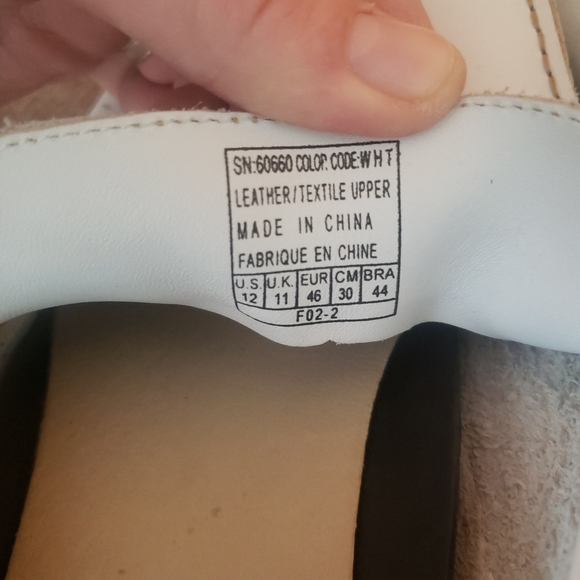 SN:60660 COLOR CODE:WHT
LEATHER/TEXTILE UPPER
MADE IN CHINA
FABRIQUE EN CHINE
U.S. U.K. EUR CM BRA
12 11 46 30 44
F02-2